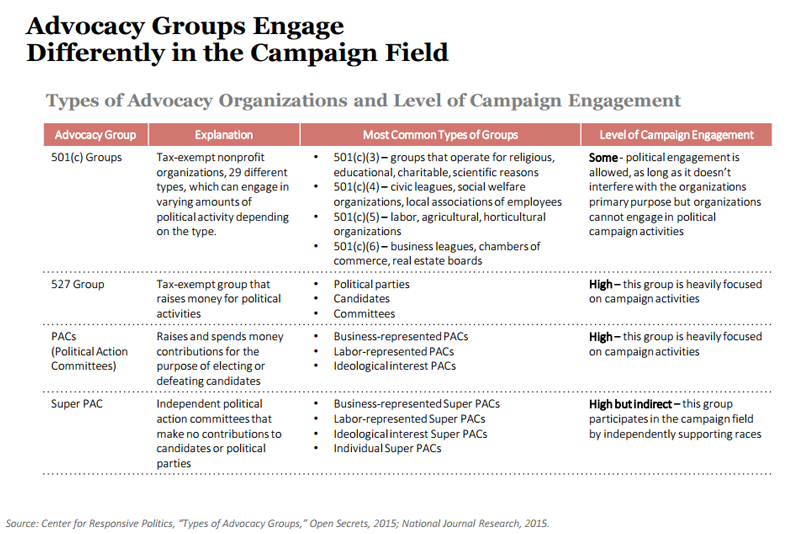 Advocacy Groups Engage
Differently in the Campaign Field
Types of Advocacy Organizations and Level of Campaign Engagement
Advocacy Group
Explanation
Most Common Types of Groups
Level of Campaign Engagement
501(c) Groups
Tax-exempt nonprofit
organizations, 29 different
types, which can engage in
varying amounts of
political activity depending
on the type.
• 501(c)(3) – groups that operate for religious,
educational, charitable, scientific reasons
• 501(c)(4) – civic leagues, social welfare
organizations, local associations of employees
• 501(c)(5) – labor, agricultural, horticultural
organizations
• 501(c)(6) – business leagues, chambers of
commerce, real estate boards
Some - political engagement is
allowed, as long as it doesn't
interfere with the organizations
primary purpose but organizations
cannot engage in political
campaign activities
527 Group
Tax-exempt group that
raises money for political
activities
• Political parties
• Candidates
• Committees
High – this group is heavily focused
on campaign activities
PACs
(Political Action
Committees)
Raises and spends money
contributions for the
purpose of electing or
defeating candidates
• Business-represented PACs
• Labor-represented PACs
• Ideological interest PACs
High – this group is heavily focused
on campaign activities
Super PAC
Independent political
action committees that
make no contributions to
candidates or political
parties
• Business-represented Super PACs
• Labor-represented Super PACs
• Ideological interest Super PACs
• Individual Super PACs
High but indirect – this group
participates in the campaign field
by independently supporting races
Source: Center for Responsive Politics, "Types of Advocacy Groups," Open Secrets, 2015; National Journal Research, 2015.